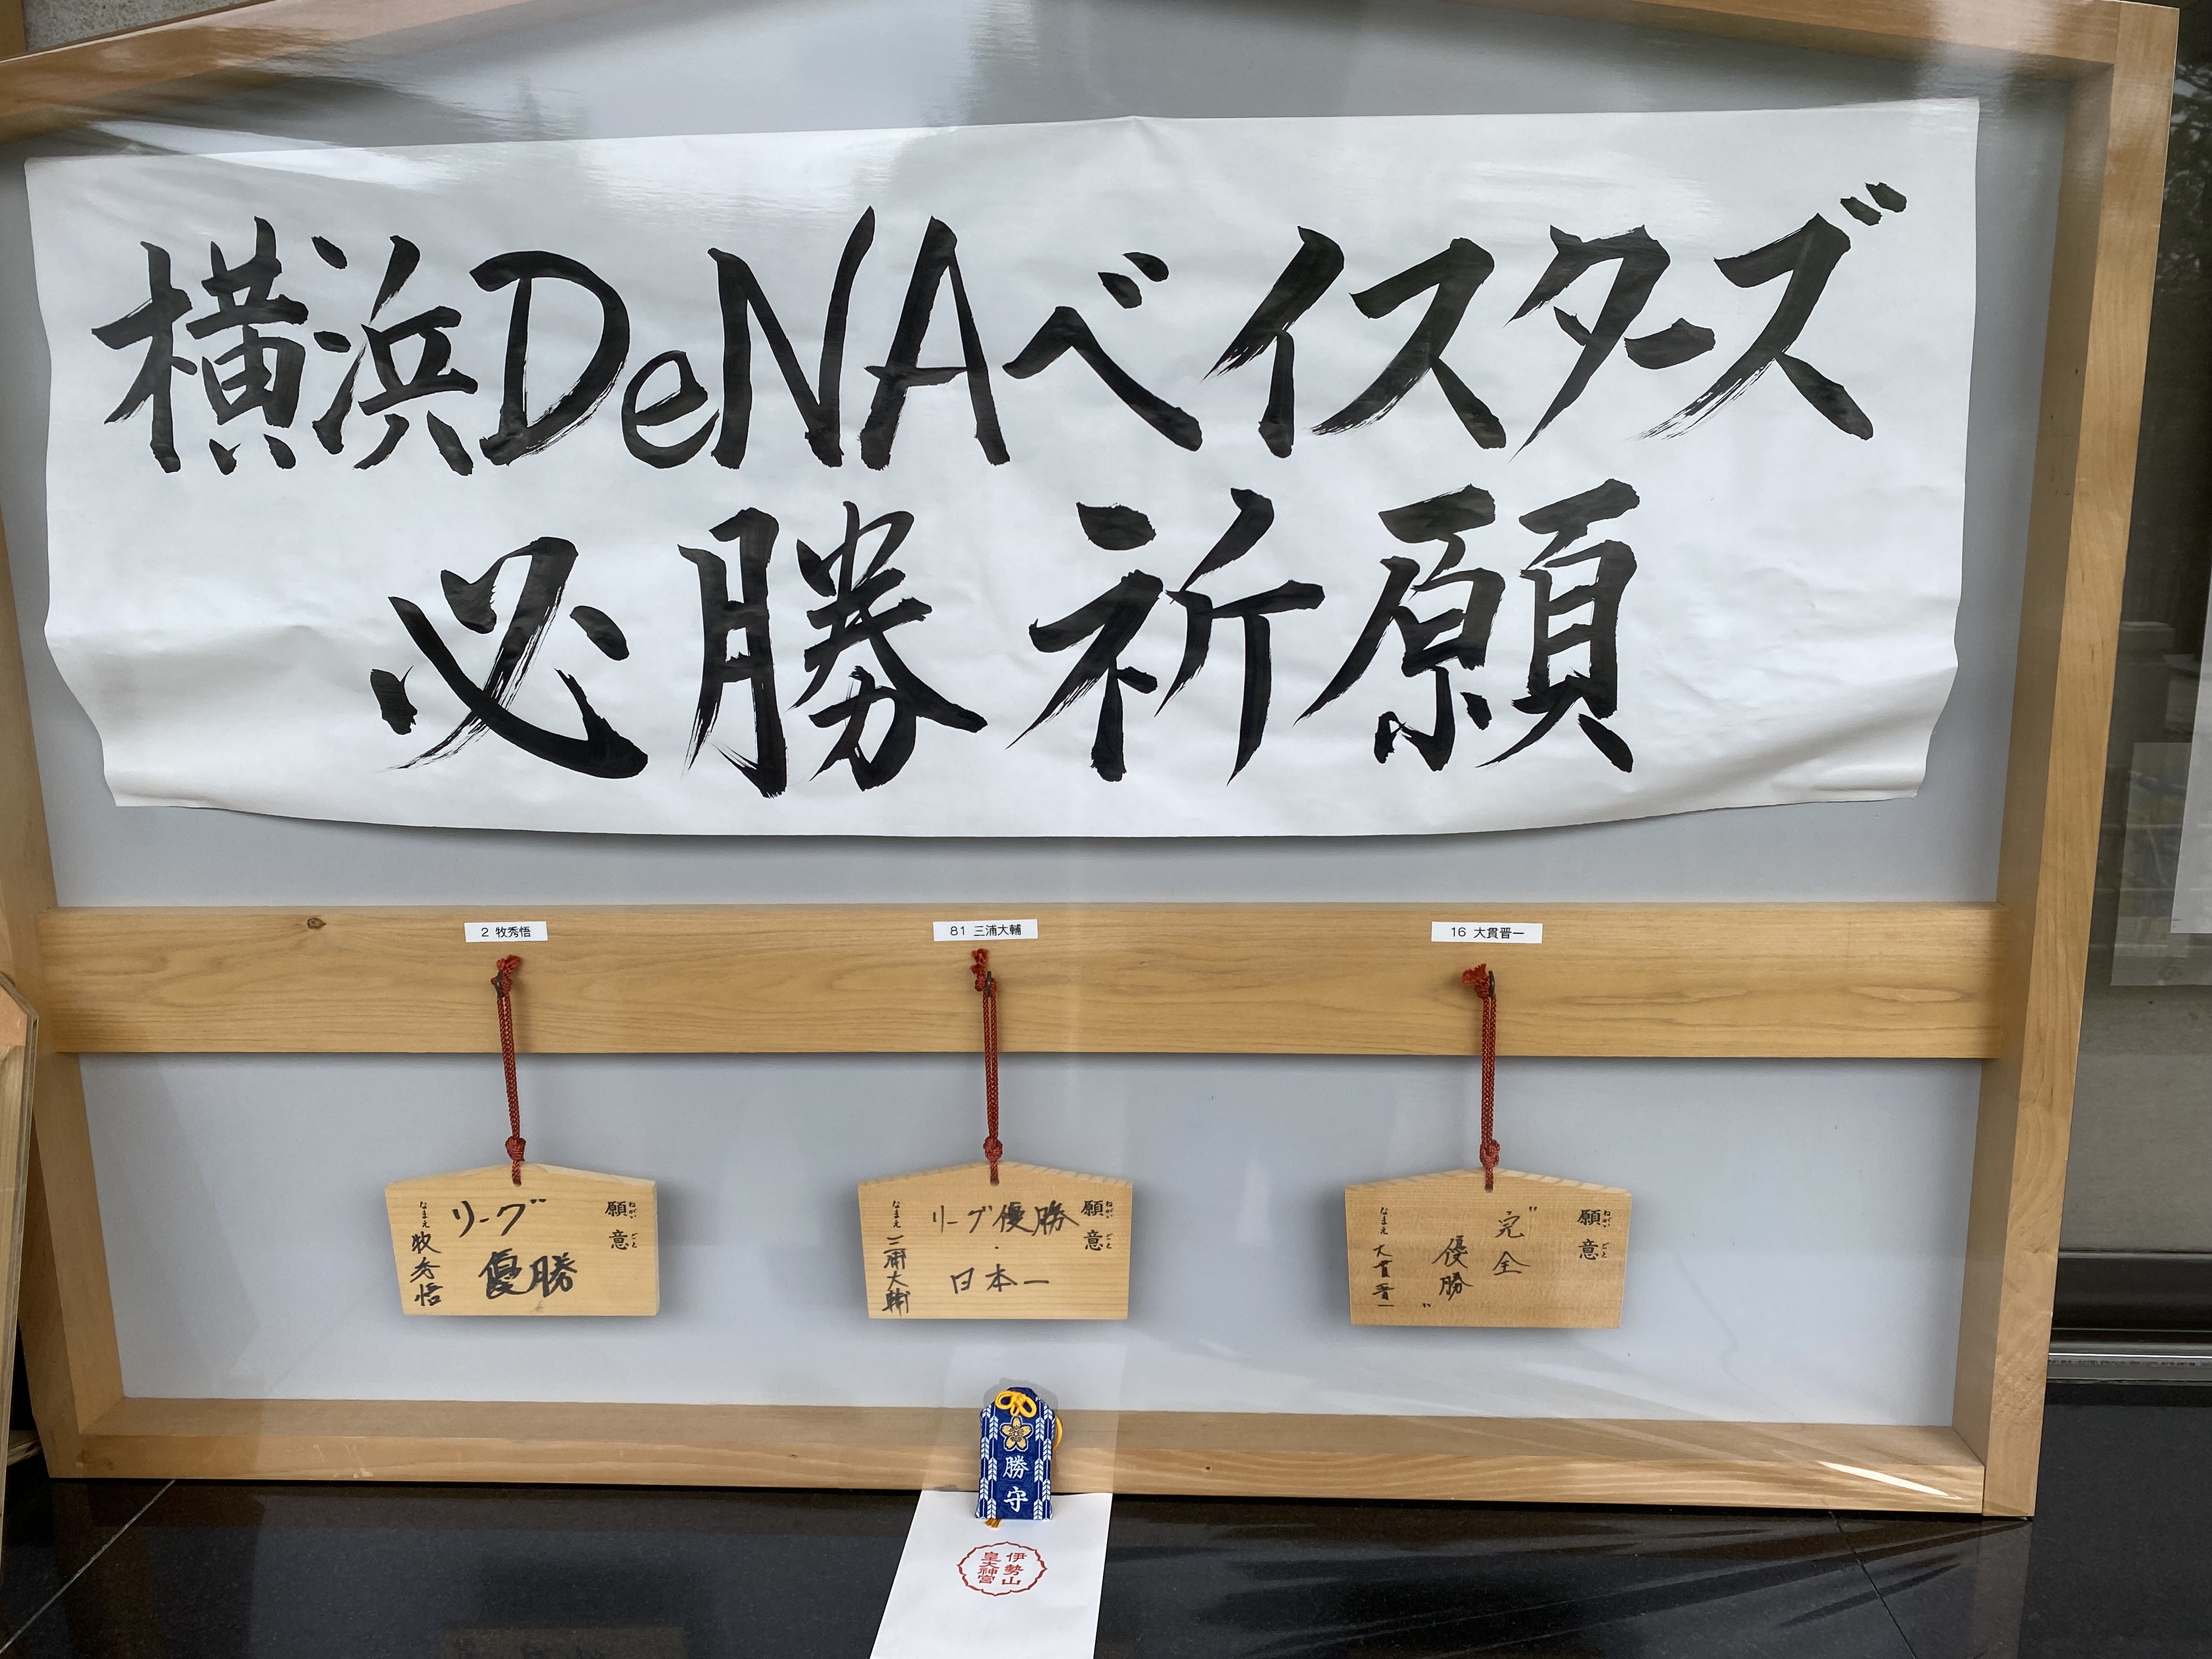 横浜DeNAベイスターズ
必勝祈願
2 牧秀悟
81 三浦大輔
16 大貫晋一
願意
ねがいごと
リーグ
優勝
なまえ
牧秀悟
願意
ねがいごと
リーグ優勝
・
日本一
なまえ
三浦大輔
願意
ねがいごと
"完全
優勝"
なまえ
大貫晋一
勝守
伊勢山
皇大神宮